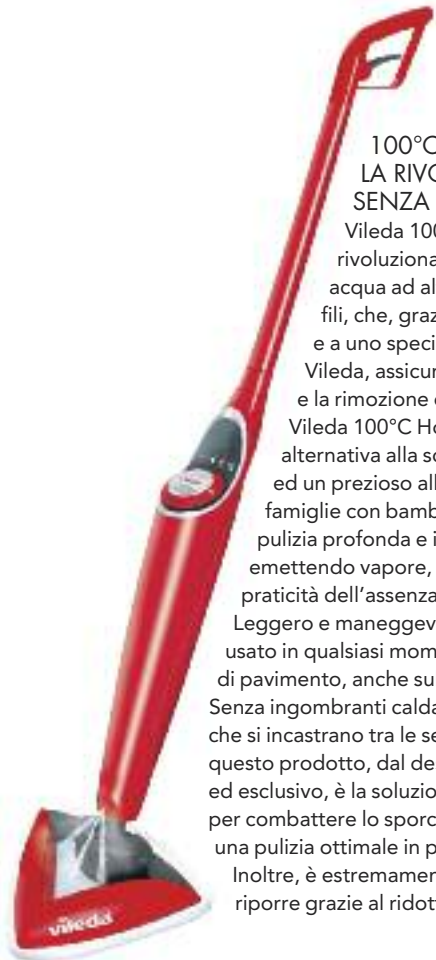 100°C
LA RIVO
SENZA
Vileda 100
rivoluziona
acqua ad al
fili, che, graz
e a uno speci
Vileda, assicur
e la rimozione
Vileda 100°C Ho
alternativa alla sc
ed un prezioso all
famiglie con bamb
pulizia profonda e i
emettendo vapore,
praticità dell’assenza
Leggero e maneggev
usato in qualsiasi mom
di pavimento, anche su
Senza ingombranti calda
che si incastrano tra le se
questo prodotto, dal des
ed esclusivo, è la soluzio
per combattere lo sporc
una pulizia ottimale in p
Inoltre, è estremamen
riporre grazie al ridott
vileda